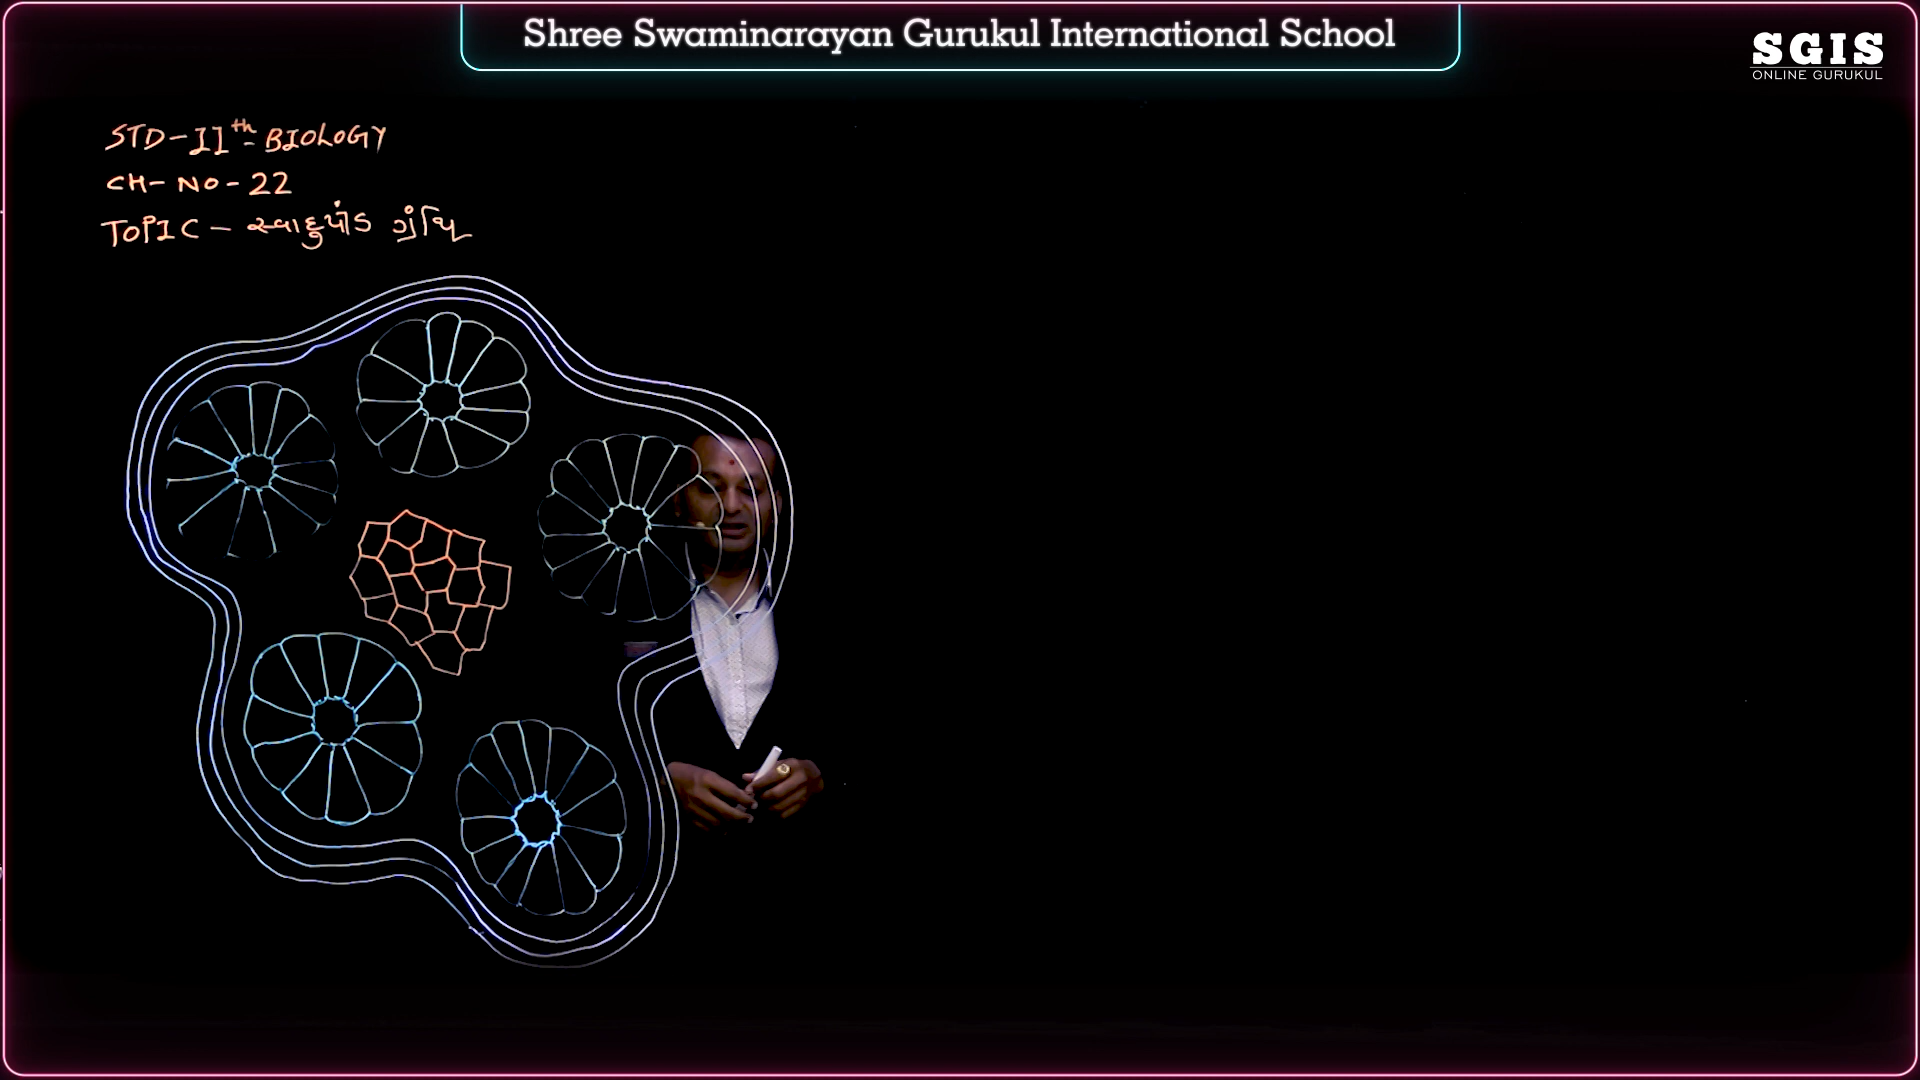 Shree Swaminarayan Gurukul International School
SGIS
ONLINE GURUKUL
STD-11th- BIOLOGY
CH- NO - 22
TOPIC - સ્વાદુપીંડ ગ્રંથિ